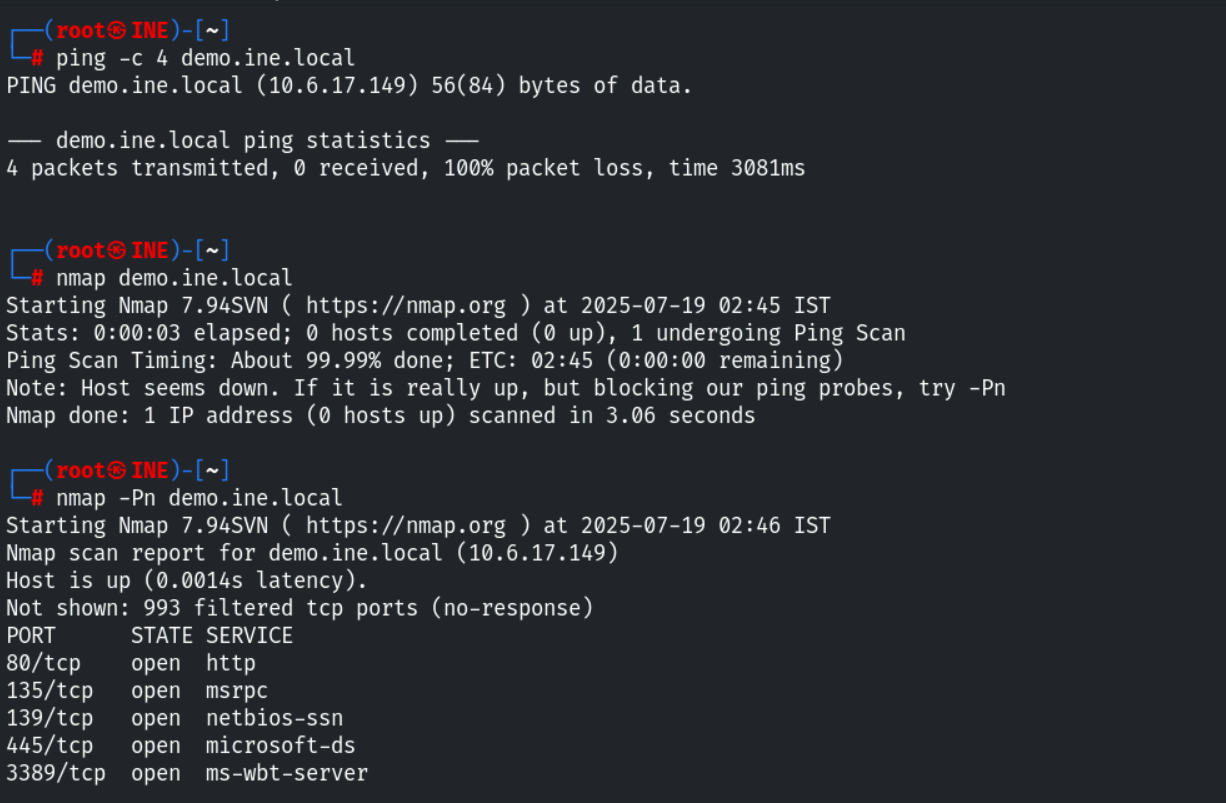 ┌──(root㉿INE)-[~]
└─# ping -c 4 demo.ine.local
PING demo.ine.local (10.6.17.149) 56(84) bytes of data.
--- demo.ine.local ping statistics ---
4 packets transmitted, 0 received, 100% packet loss, time 3081ms
┌──(root㉿INE)-[~]
└─# nmap demo.ine.local
Starting Nmap 7.94SVN ( https://nmap.org ) at 2025-07-19 02:45 IST
Stats: 0:00:03 elapsed; 0 hosts completed (0 up), 1 undergoing Ping Scan
Ping Scan Timing: About 99.99% done; ETC: 02:45 (0:00:00 remaining)
Note: Host seems down. If it is really up, but blocking our ping probes, try -Pn
Nmap done: 1 IP address (0 hosts up) scanned in 3.06 seconds
┌──(root㉿INE)-[~]
└─# nmap -Pn demo.ine.local
Starting Nmap 7.94SVN ( https://nmap.org ) at 2025-07-19 02:46 IST
Nmap scan report for demo.ine.local (10.6.17.149)
Host is up (0.0014s latency).
Not shown: 993 filtered tcp ports (no-response)
PORT STATE SERVICE
80/tcp open http
135/tcp open msrpc
139/tcp open netbios-ssn
445/tcp open microsoft-ds
3389/tcp open ms-wbt-server